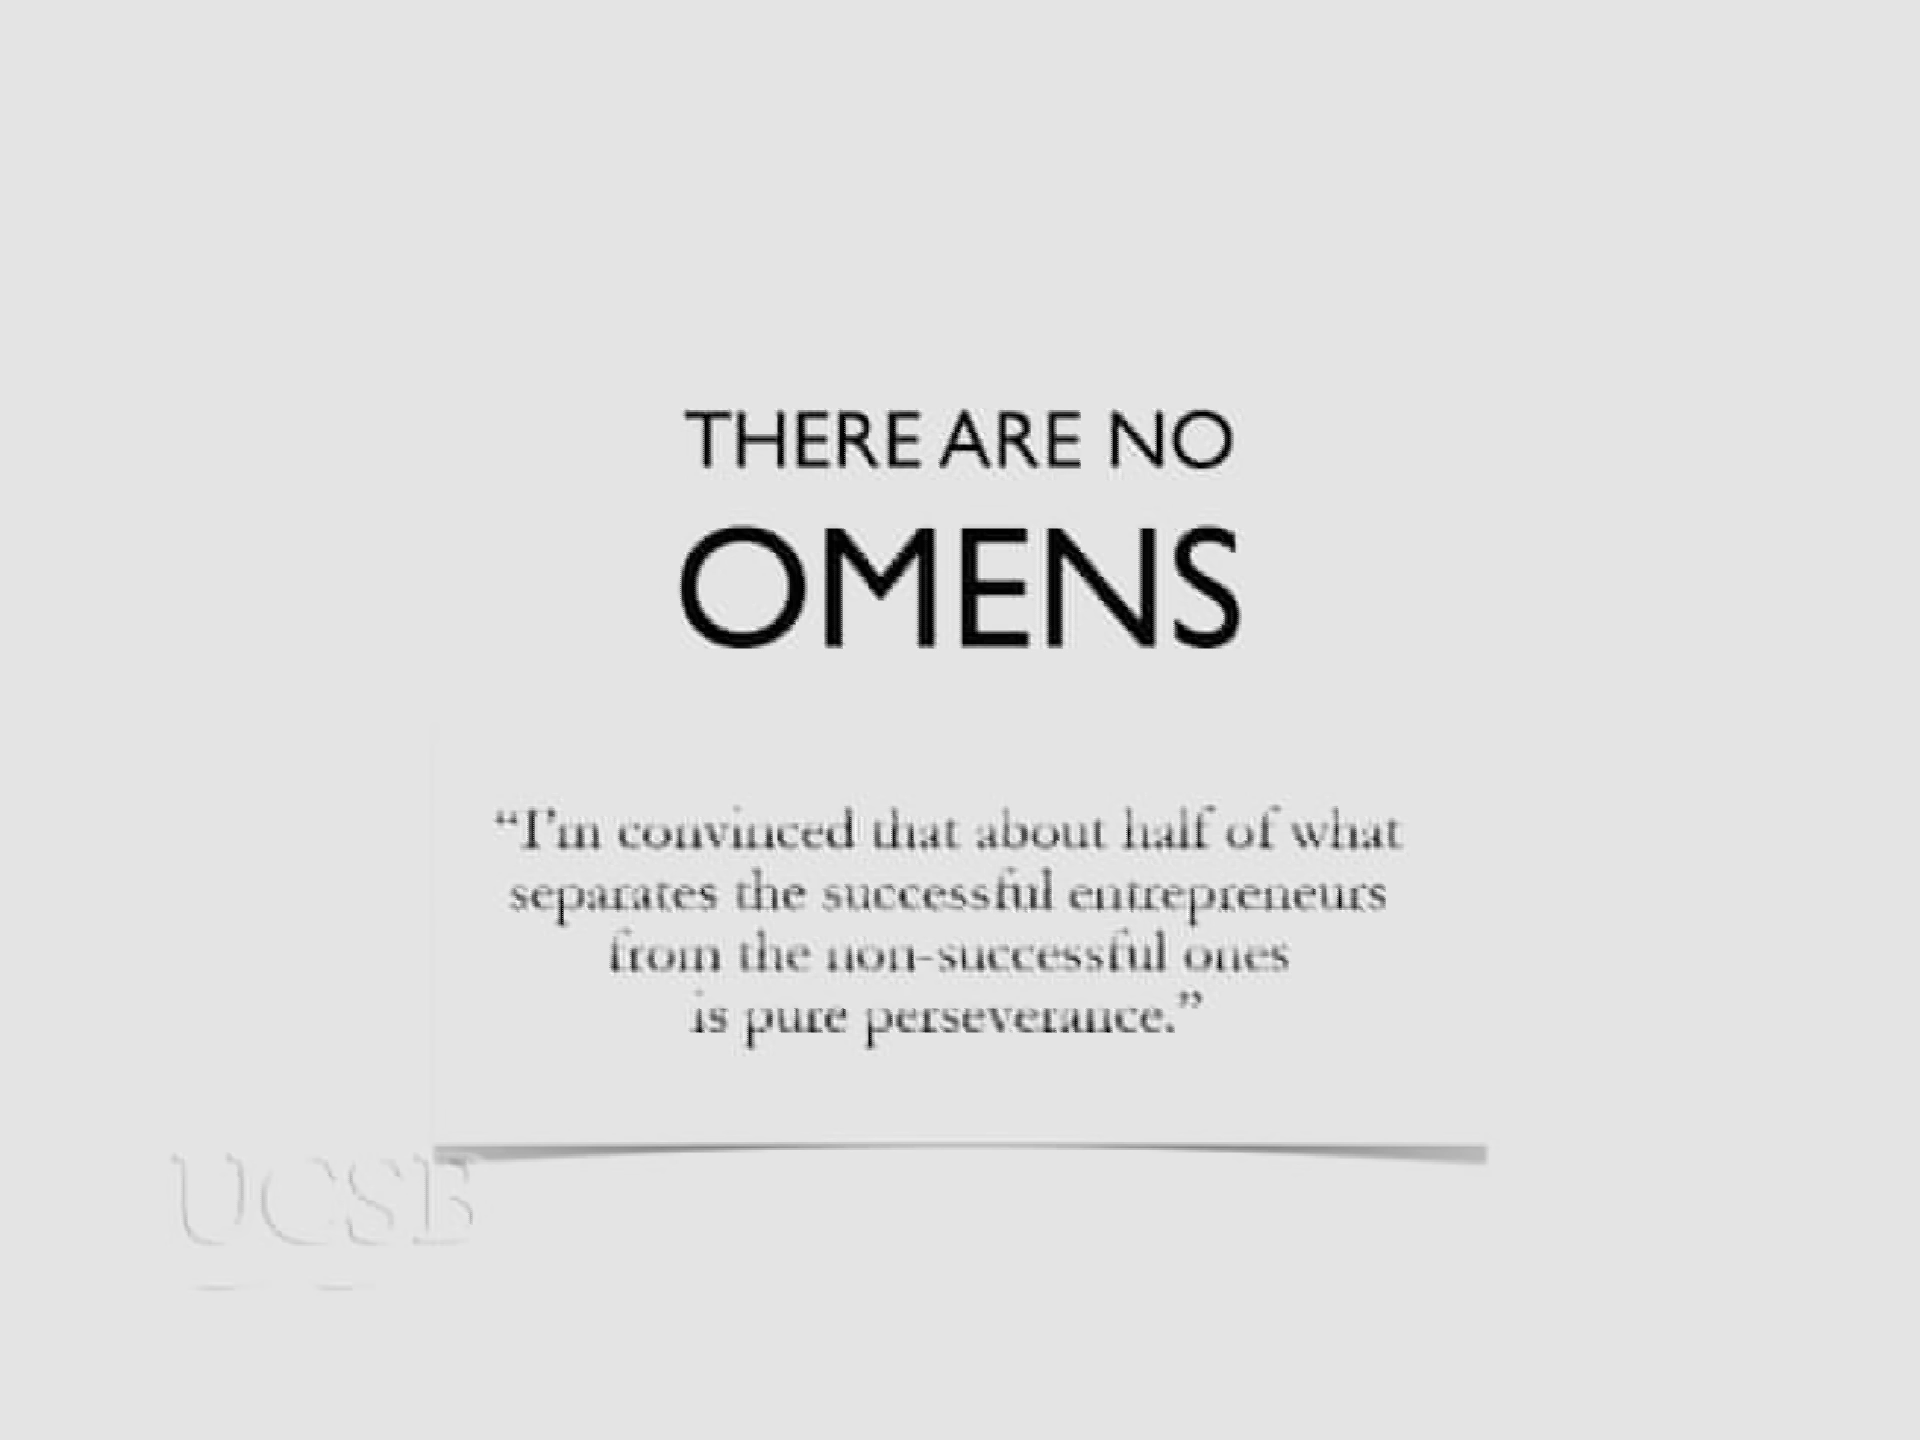 THERE ARE NO
OMENS
“I’m convinced that about half of what
separates the successful entrepreneurs
from the non-successful ones
is pure perseverance.”
UCSB